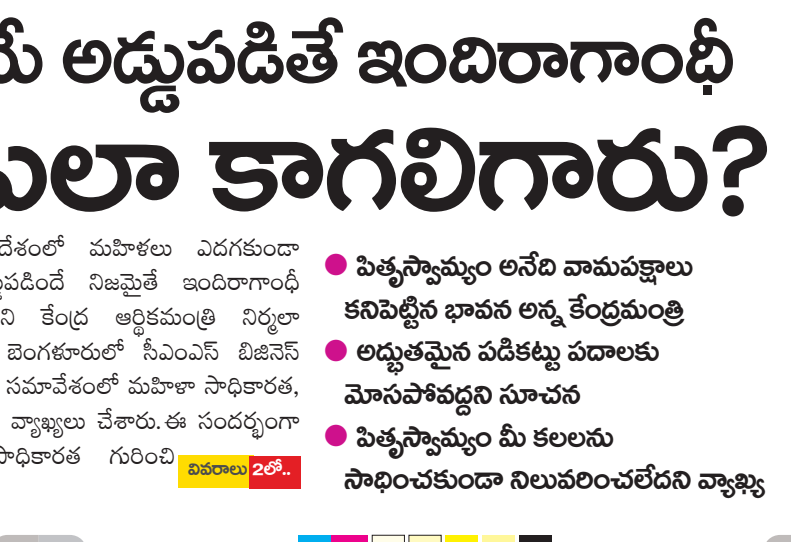 అడ్డుపడితే ఇందిరాగాంధీ
కాగలిగారు?
దేశంలో మహిళలు ఎదగకుండా
నిజమైతే ఇందిరాగాంధీ
కేంద్ర ఆర్థికమంత్రి నిర్మలా
బెంగళూరులో సీఎంఎస్ బిజినెస్
సమావేశంలో మహిళా సాధికారత,
వ్యాఖ్యలు చేశారు. ఈ సందర్భంగా
సాధికారత గురించి
వివరాలు 2లో..
పితృస్వామ్యం అనేది వామపక్షాలు
కనిపెట్టిన భావన అన్న కేంద్రమంత్రి
అద్భుతమైన పడికట్టు పదాలకు
మోసపోవద్దని సూచన
పితృస్వామ్యం మీ కలలను
సాధించకుండా నిలువరించలేదని వ్యాఖ్య